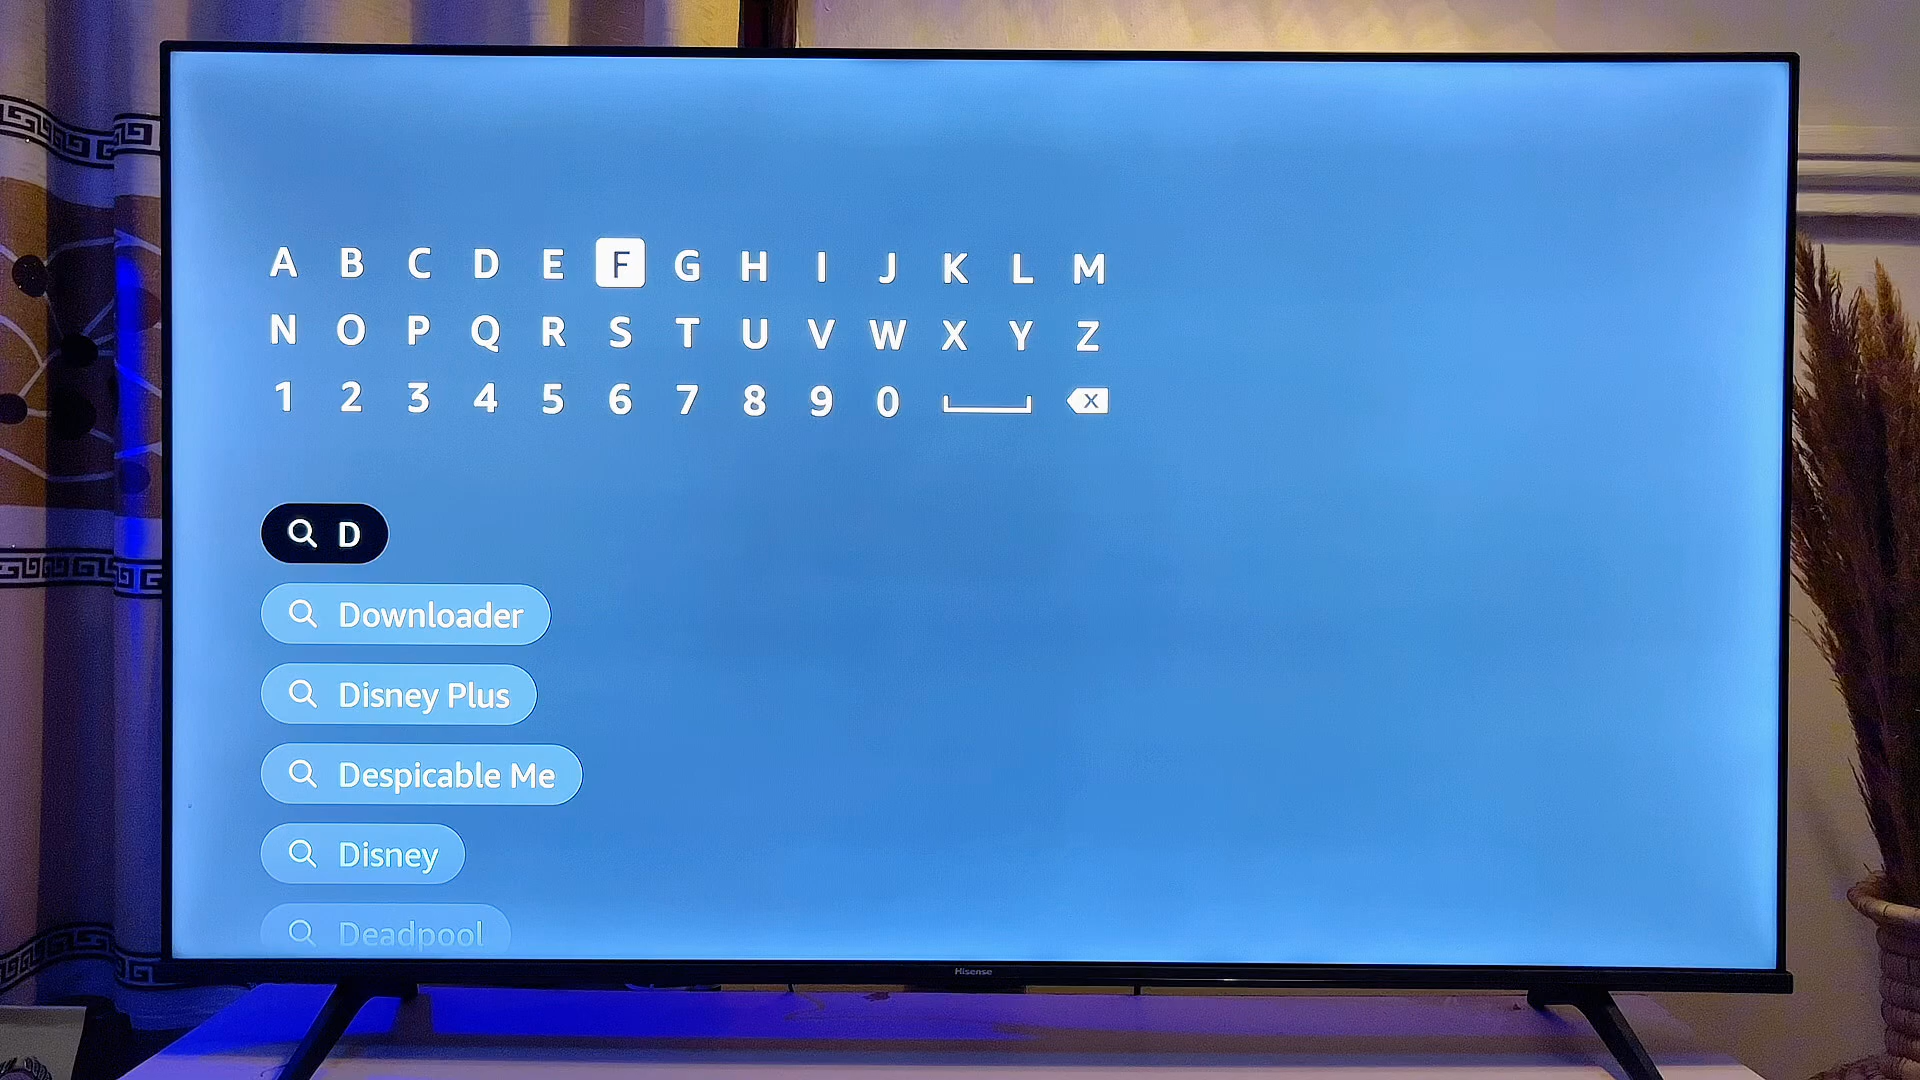 A B C D E F G H I J K L M
N O P Q R S T U V W X Y Z
1 2 3 4 5 6 7 8 9 0 X
D
Downloader
Disney Plus
Despicable Me
Disney
Deadpool
Hisense